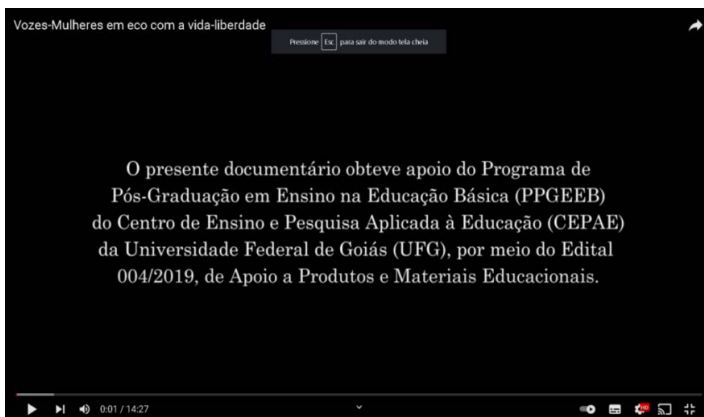 Vozes-Mulheres em eco com a vida-liberdade
Pressione Esc para sair do modo tela cheia
O presente documentário obteve apoio do Programa de
Pós-Graduação em Ensino na Educação Básica (PPGEEB)
do Centro de Ensino e Pesquisa Aplicada à Educação (CEPAE)
da Universidade Federal de Goiás (UFG), por meio do Edital
004/2019, de Apoio a Produtos e Materiais Educacionais.
0:01 / 14:27